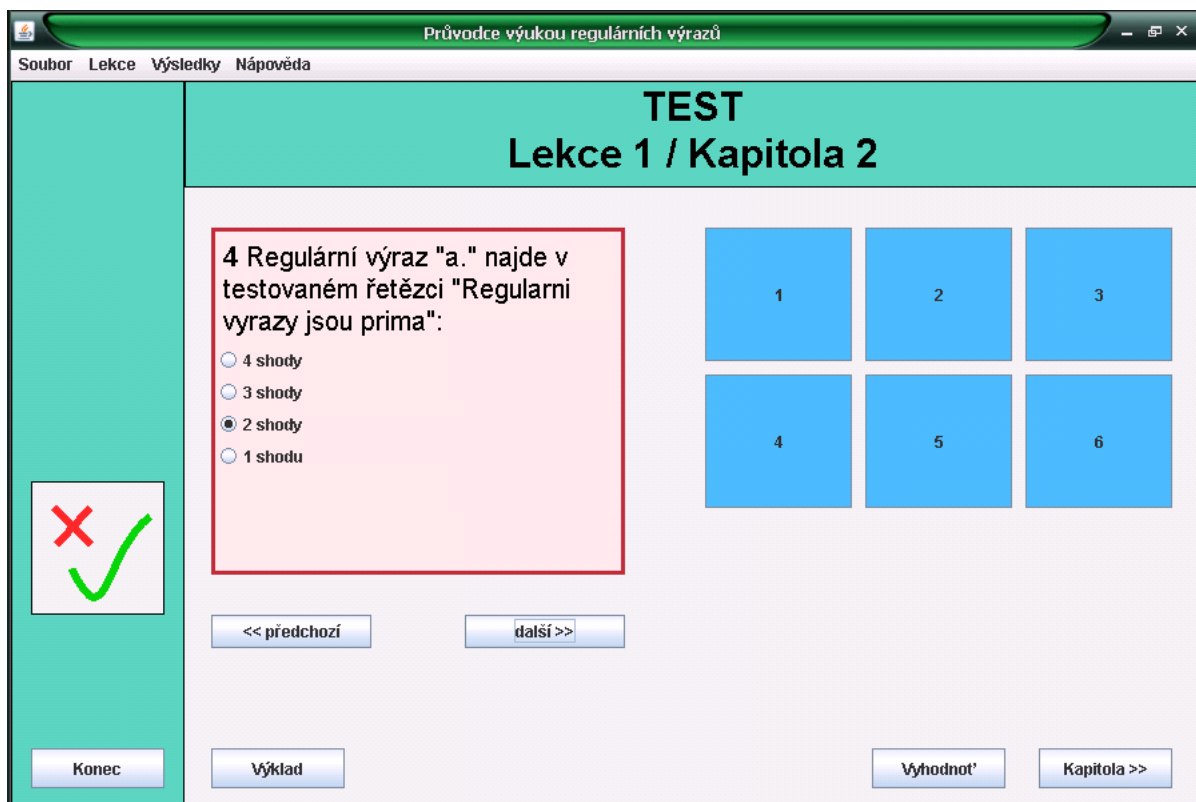 Průvodce výukou regulárních výrazů
Soubor Lekce Výsledky Nápověda
TEST
Lekce 1 / Kapitola 2
4 Regulární výraz "a." najde v
testovaném řetězci "Regularni
vyrazy jsou prima":
4 shody
3 shody
2 shody
1 shodu
1 2 3
4 5 6
<< předchozí další >>
Konec Výklad Vyhodnoť Kapitola >>